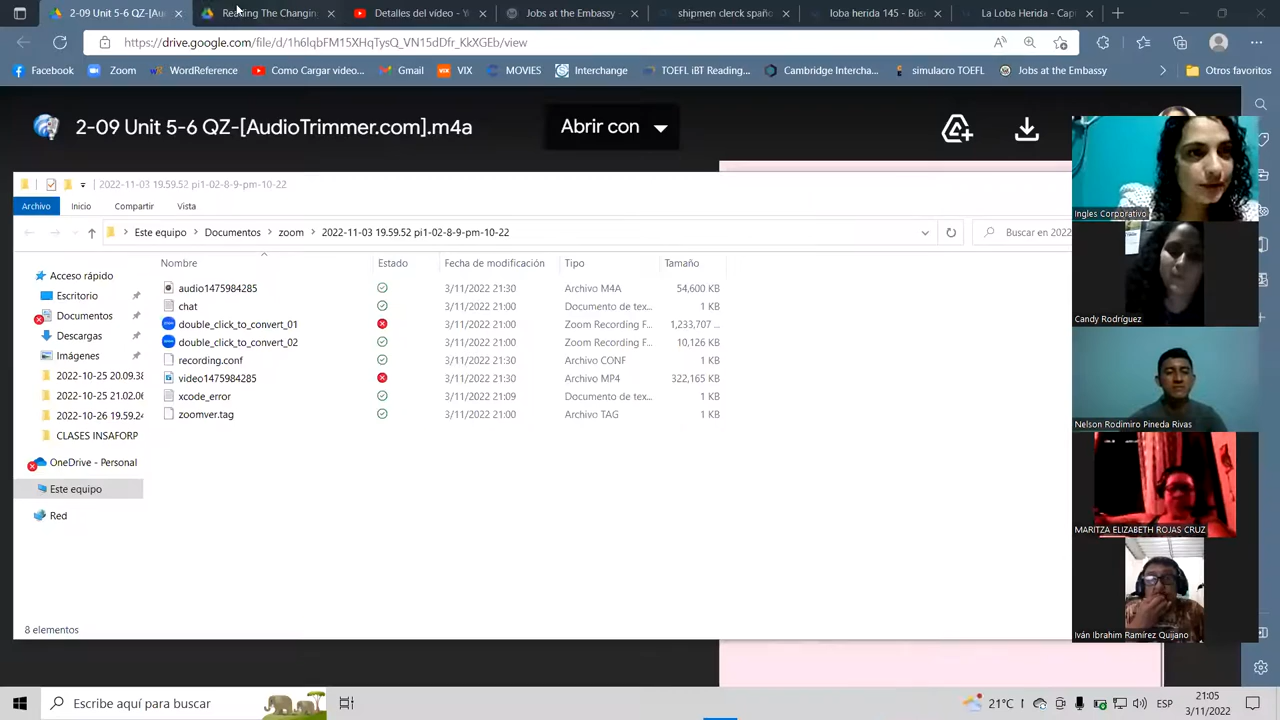 2-09 Unit 5-6 QZ-[Au
Reading The Changin
Detalles del vídeo - Yo
Jobs at the Embassy -
shipmen clerck españ
loba herida 145 - Bús
La Loba Herida - Cap
https://drive.google.com/file/d/1h6lqbFM15XHqTysQ_VN15dDfr_KkXGEb/view
Facebook
Zoom
WordReference
Como Cargar vídeo...
Gmail
VIX
MOVIES
Interchange
TOEFL iBT Reading...
Cambridge Intercha...
simulacro TOEFL
Jobs at the Embassy
Otros favoritos
2-09 Unit 5-6 QZ-[AudioTrimmer.com].m4a
Abrir con
2022-11-03 19.59.52 pi1-02-8-9-pm-10-22
Archivo
Inicio
Compartir
Vista
Este equipo
Documentos
zoom
2022-11-03 19.59.52 pi1-02-8-9-pm-10-22
Buscar en 2022
Nombre
Estado
Fecha de modificación
Tipo
Tamaño
audio1475984285 3/11/2022 21:30 Archivo M4A 54,600 KB
chat 3/11/2022 21:00 Documento de tex... 1 KB
double_click_to_convert_01 3/11/2022 21:00 Zoom Recording F... 1,233,707 ...
double_click_to_convert_02 3/11/2022 21:00 Zoom Recording F... 10,126 KB
recording.conf 3/11/2022 21:30 Archivo CONF 1 KB
video1475984285 3/11/2022 21:30 Archivo MP4 322,165 KB
xcode_error 3/11/2022 21:09 Documento de tex... 1 KB
zoomver.tag 3/11/2022 21:00 Archivo TAG 1 KB
Acceso rápido
Escritorio
Documentos
Descargas
Imágenes
2022-10-25 20.09.38
2022-10-25 21.02.06
2022-10-26 19.59.24
CLASES INSAFORP
OneDrive - Personal
Este equipo
Red
8 elementos
Ingles Corporativo
Candy Rodríguez
Nelson Rodimiro Pineda Rivas
MARITZA ELIZABETH ROJAS CRUZ
Iván Ibrahim Ramírez Quijano
Escribe aquí para buscar
21°C
ESP
21:05
3/11/2022